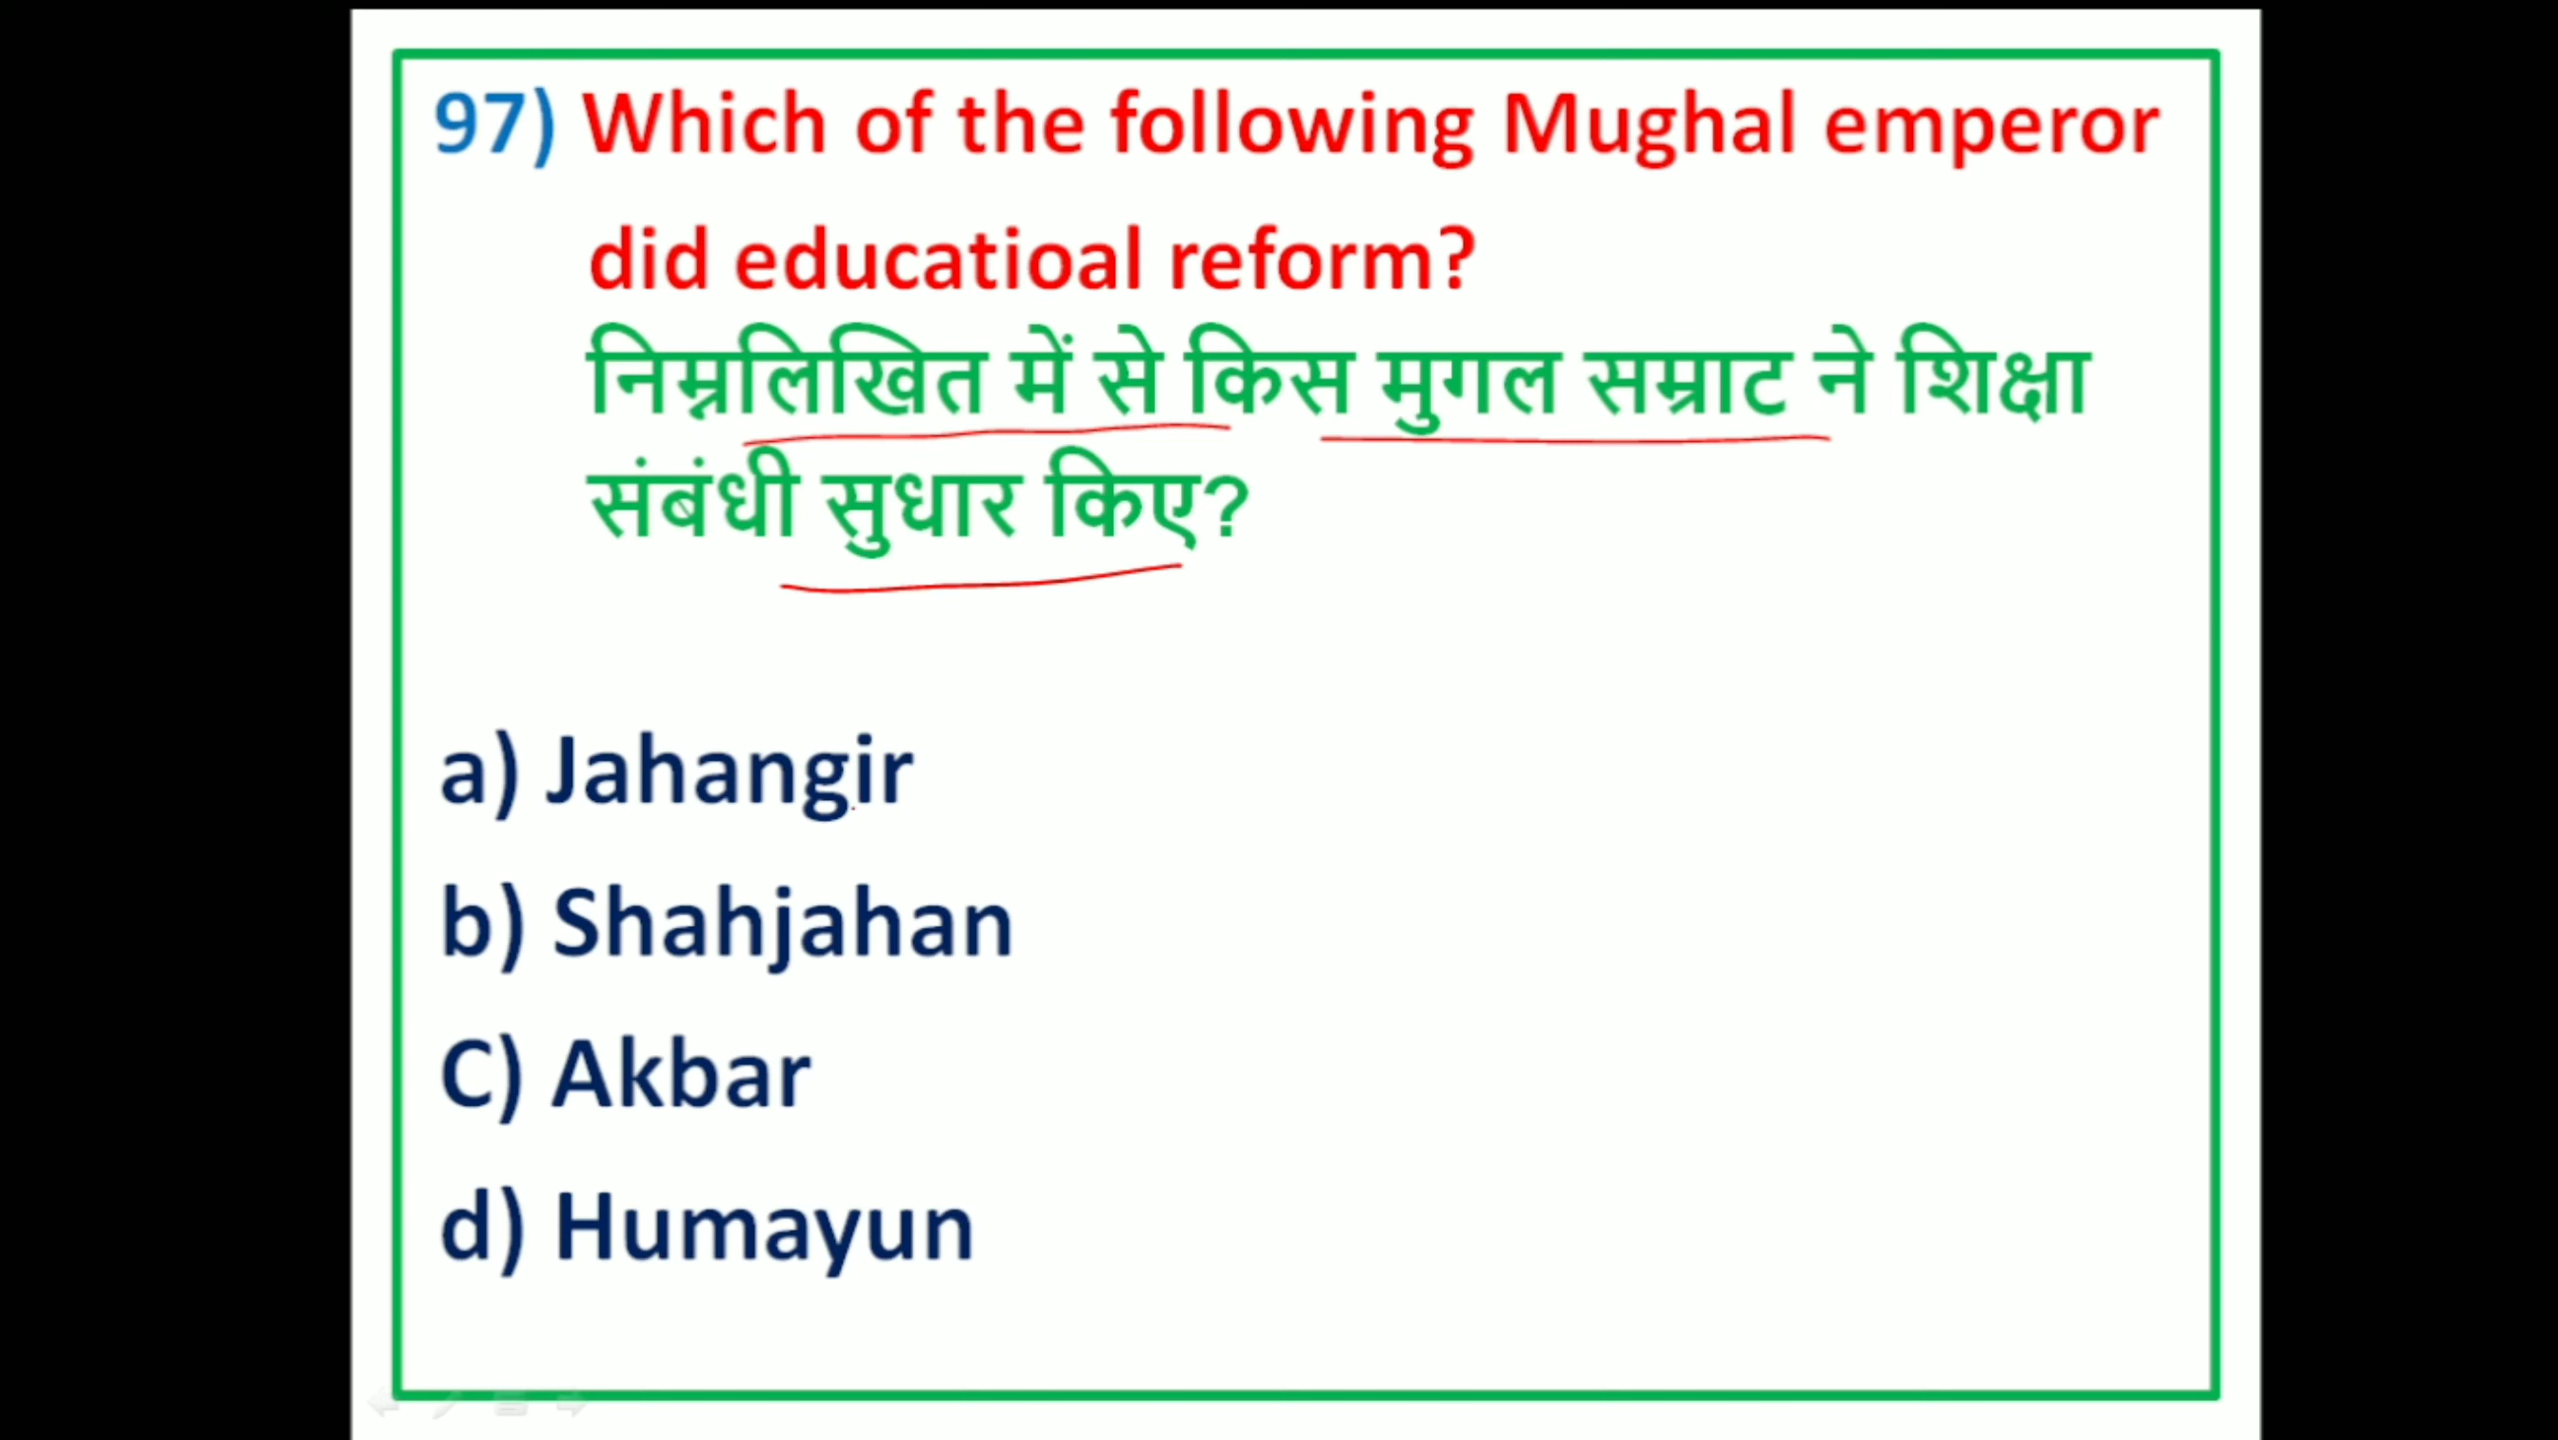 97) Which of the following Mughal emperor
did educatioal reform?
निम्नलिखित में से किस मुगल सम्राट ने शिक्षा
संबंधी सुधार किए?
a) Jahangir
b) Shahjahan
C) Akbar
d) Humayun